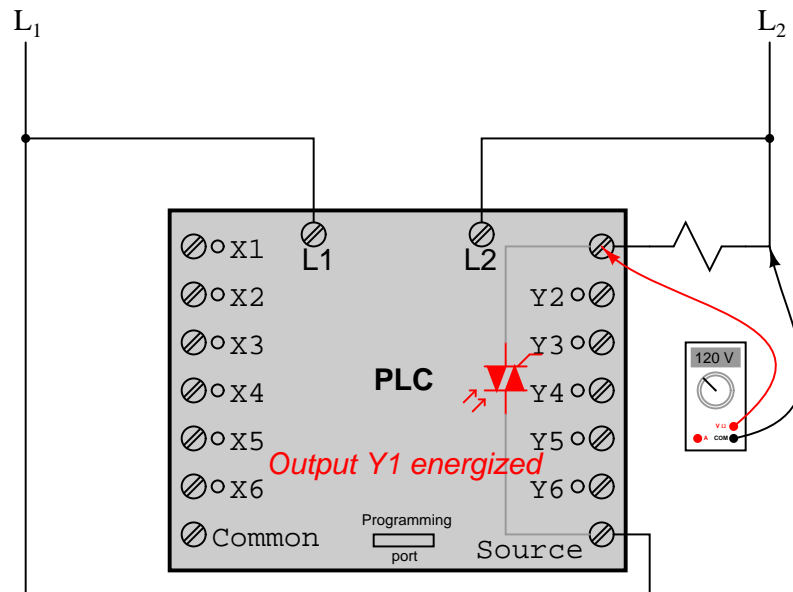 L1
L2
X1
L1
L2
X2
Y2
X3
Y3
120 V
PLC
X4
Y4
V Ω
A
COM
X5
Y5
Output Y1 energized
X6
Y6
Programming
port
Common
Source